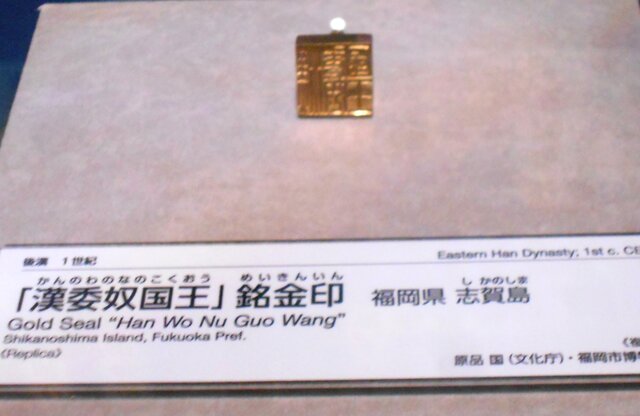 後漢 1世紀
Eastern Han Dynasty; 1st c. CE
かんのわのなのこくおう めいきんいん しかのしま
「漢委奴国王」銘金印 福岡県 志賀島
Gold Seal "Han Wo Nu Guo Wang"
Shikanoshima Island, Fukuoka Pref.
《Replica》
原品 国(文化庁)・福岡市博